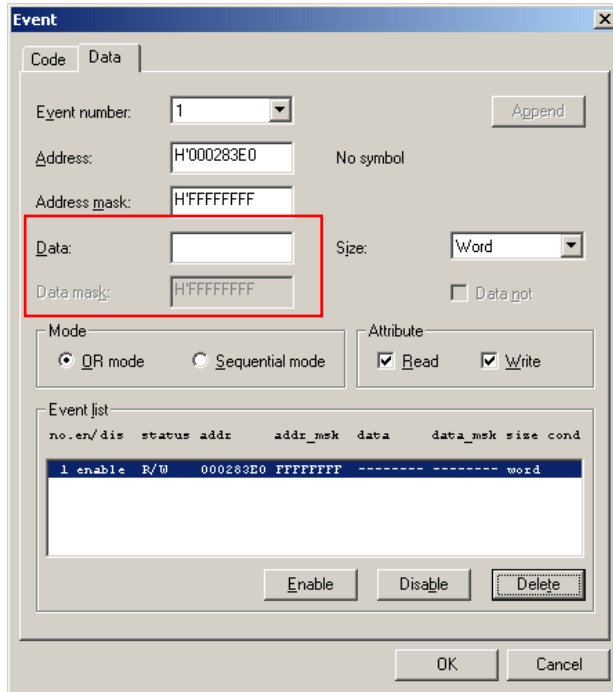 Event
Code Data
Event number: 1 Append
Address: H'000283E0 No symbol
Address mask: H'FFFFFFFF
Data: Size: Word
Data mask: H'FFFFFFFF Data not
Mode Attribute
OR mode Sequential mode Read Write
Event list
no.en/dis status addr addr_msk data data_msk size cond
1 enable R/W 000283E0 FFFFFFFF -------- -------- word
Enable Disable Delete
OK Cancel